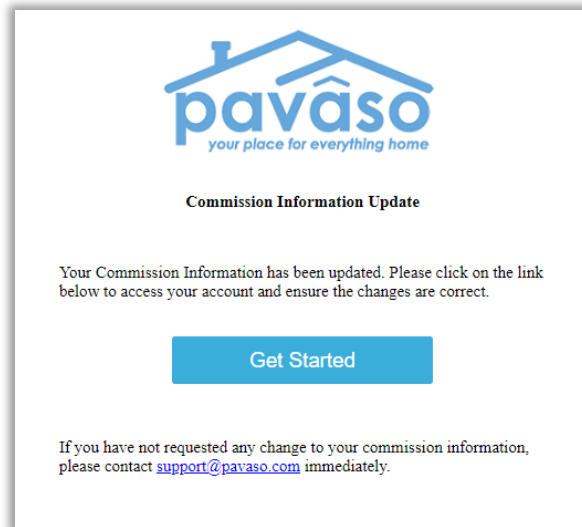 pavâso
your place for everything home
Commission Information Update
Your Commission Information has been updated. Please click on the link
below to access your account and ensure the changes are correct.
Get Started
If you have not requested any change to your commission information,
please contact support@pavaso.com immediately.